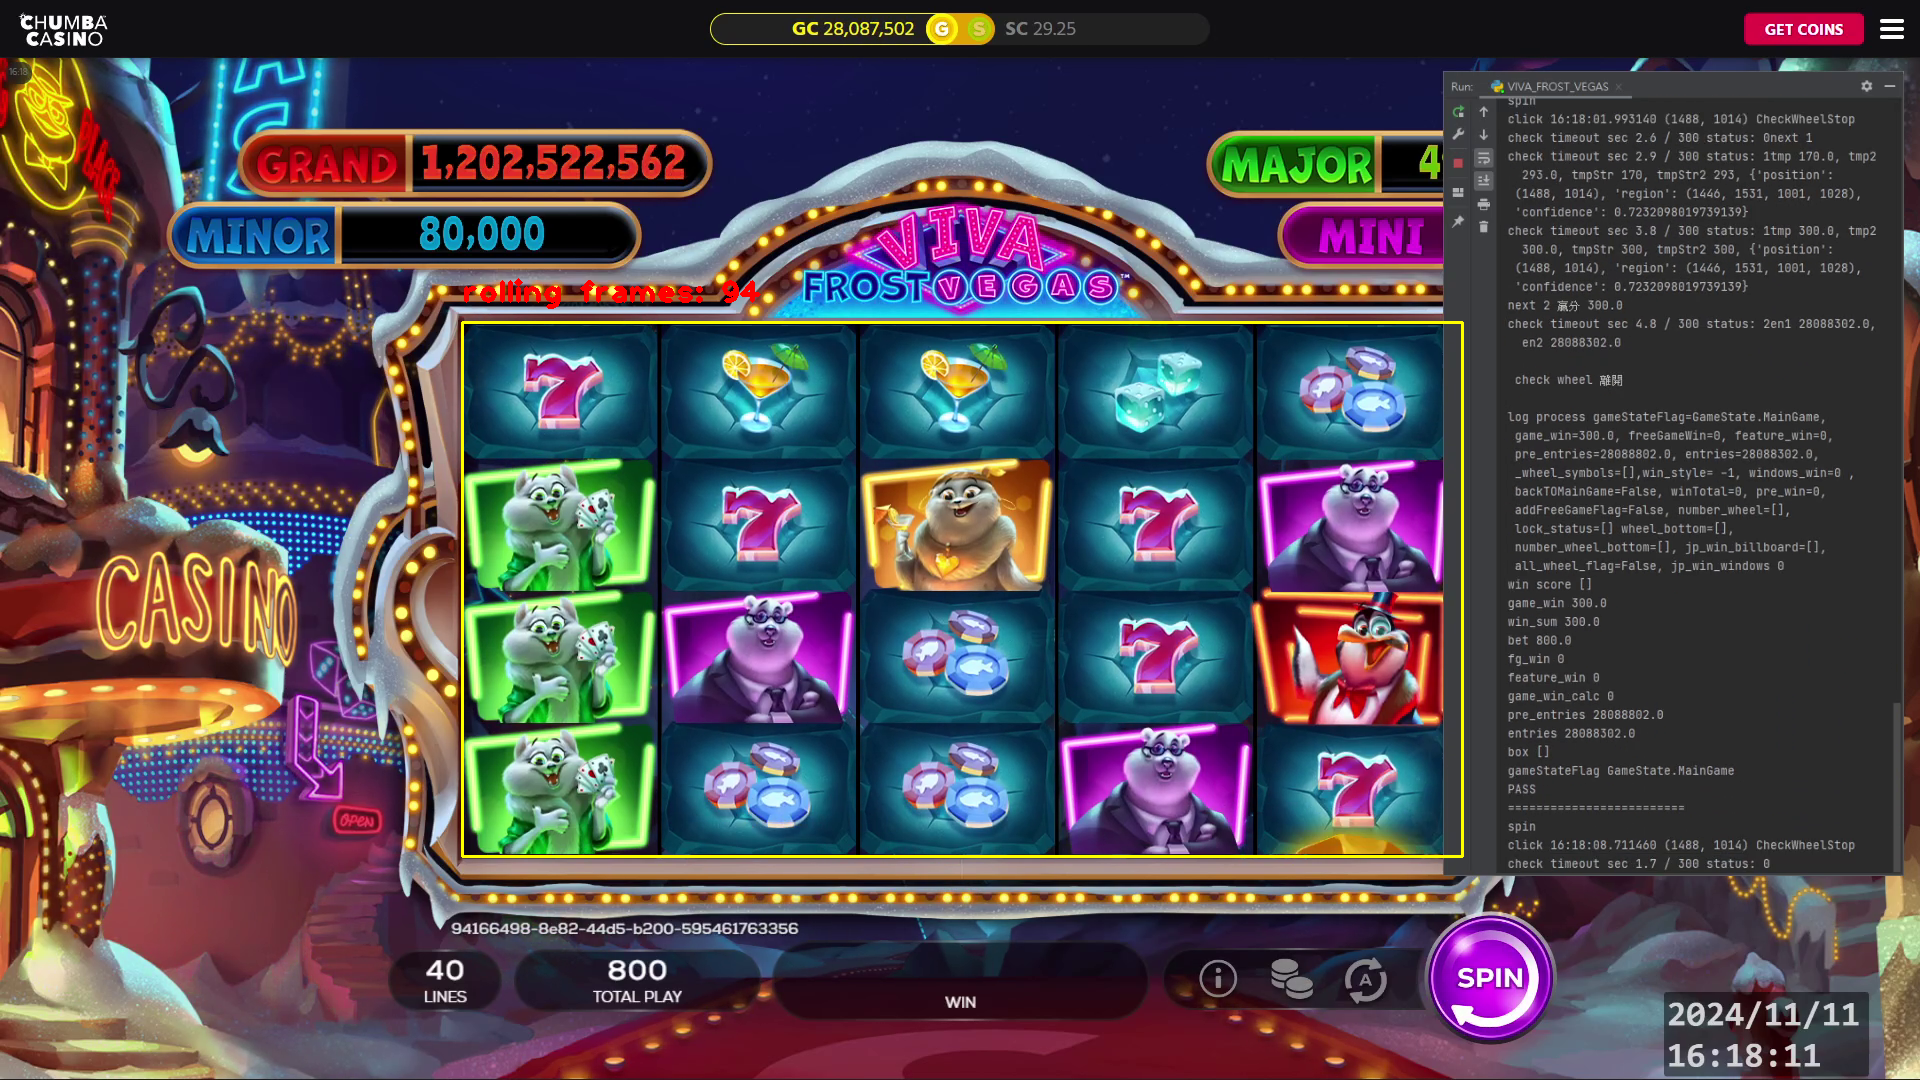 CHUMBA
CASINO
GC 28,087,502
G
S
SC 29.25
GET COINS
16:18
PLACE
GRAND 1,202,522,562
MAJOR 4
MINOR 80,000
MINI
VIVA
FROST VEGAS™
rolling frames: 94
CASINO
OPEN
Run: VIVA_FROST_VEGAS
spin
click 16:18:01.993140 (1488, 1014) CheckWheelStop
check timeout sec 2.6 / 300 status: 0next 1
check timeout sec 2.9 / 300 status: 1tmp 170.0, tmp2
293.0, tmpStr 170, tmpStr2 293, {'position':
(1488, 1014), 'region': (1446, 1531, 1001, 1028),
'confidence': 0.7232098019739139}
check timeout sec 3.8 / 300 status: 1tmp 300.0, tmp2
300.0, tmpStr 300, tmpStr2 300, {'position':
(1488, 1014), 'region': (1446, 1531, 1001, 1028),
'confidence': 0.7232098019739139}
next 2 贏分 300.0
check timeout sec 4.8 / 300 status: 2en1 28088302.0,
en2 28088302.0
check wheel 離開
log process gameStateFlag=GameState.MainGame,
game_win=300.0, freeGameWin=0, feature_win=0,
pre_entries=28088802.0, entries=28088302.0,
_wheel_symbols=[],win_style= -1, windows_win=0 ,
backTOMainGame=False, winTotal=0, pre_win=0,
addFreeGameFlag=False, number_wheel=[],
lock_status=[] wheel_bottom=[],
number_wheel_bottom=[], jp_win_billboard=[],
all_wheel_flag=False, jp_win_windows 0
win score []
game_win 300.0
win_sum 300.0
bet 800.0
fg_win 0
feature_win 0
game_win_calc 0
pre_entries 28088802.0
entries 28088302.0
box []
gameStateFlag GameState.MainGame
PASS
=========================
spin
click 16:18:08.711460 (1488, 1014) CheckWheelStop
check timeout sec 1.7 / 300 status: 0
94166498-8e82-44d5-b200-595461763356
40
LINES
800
TOTAL PLAY
WIN
SPIN
2024/11/11
16:18:11